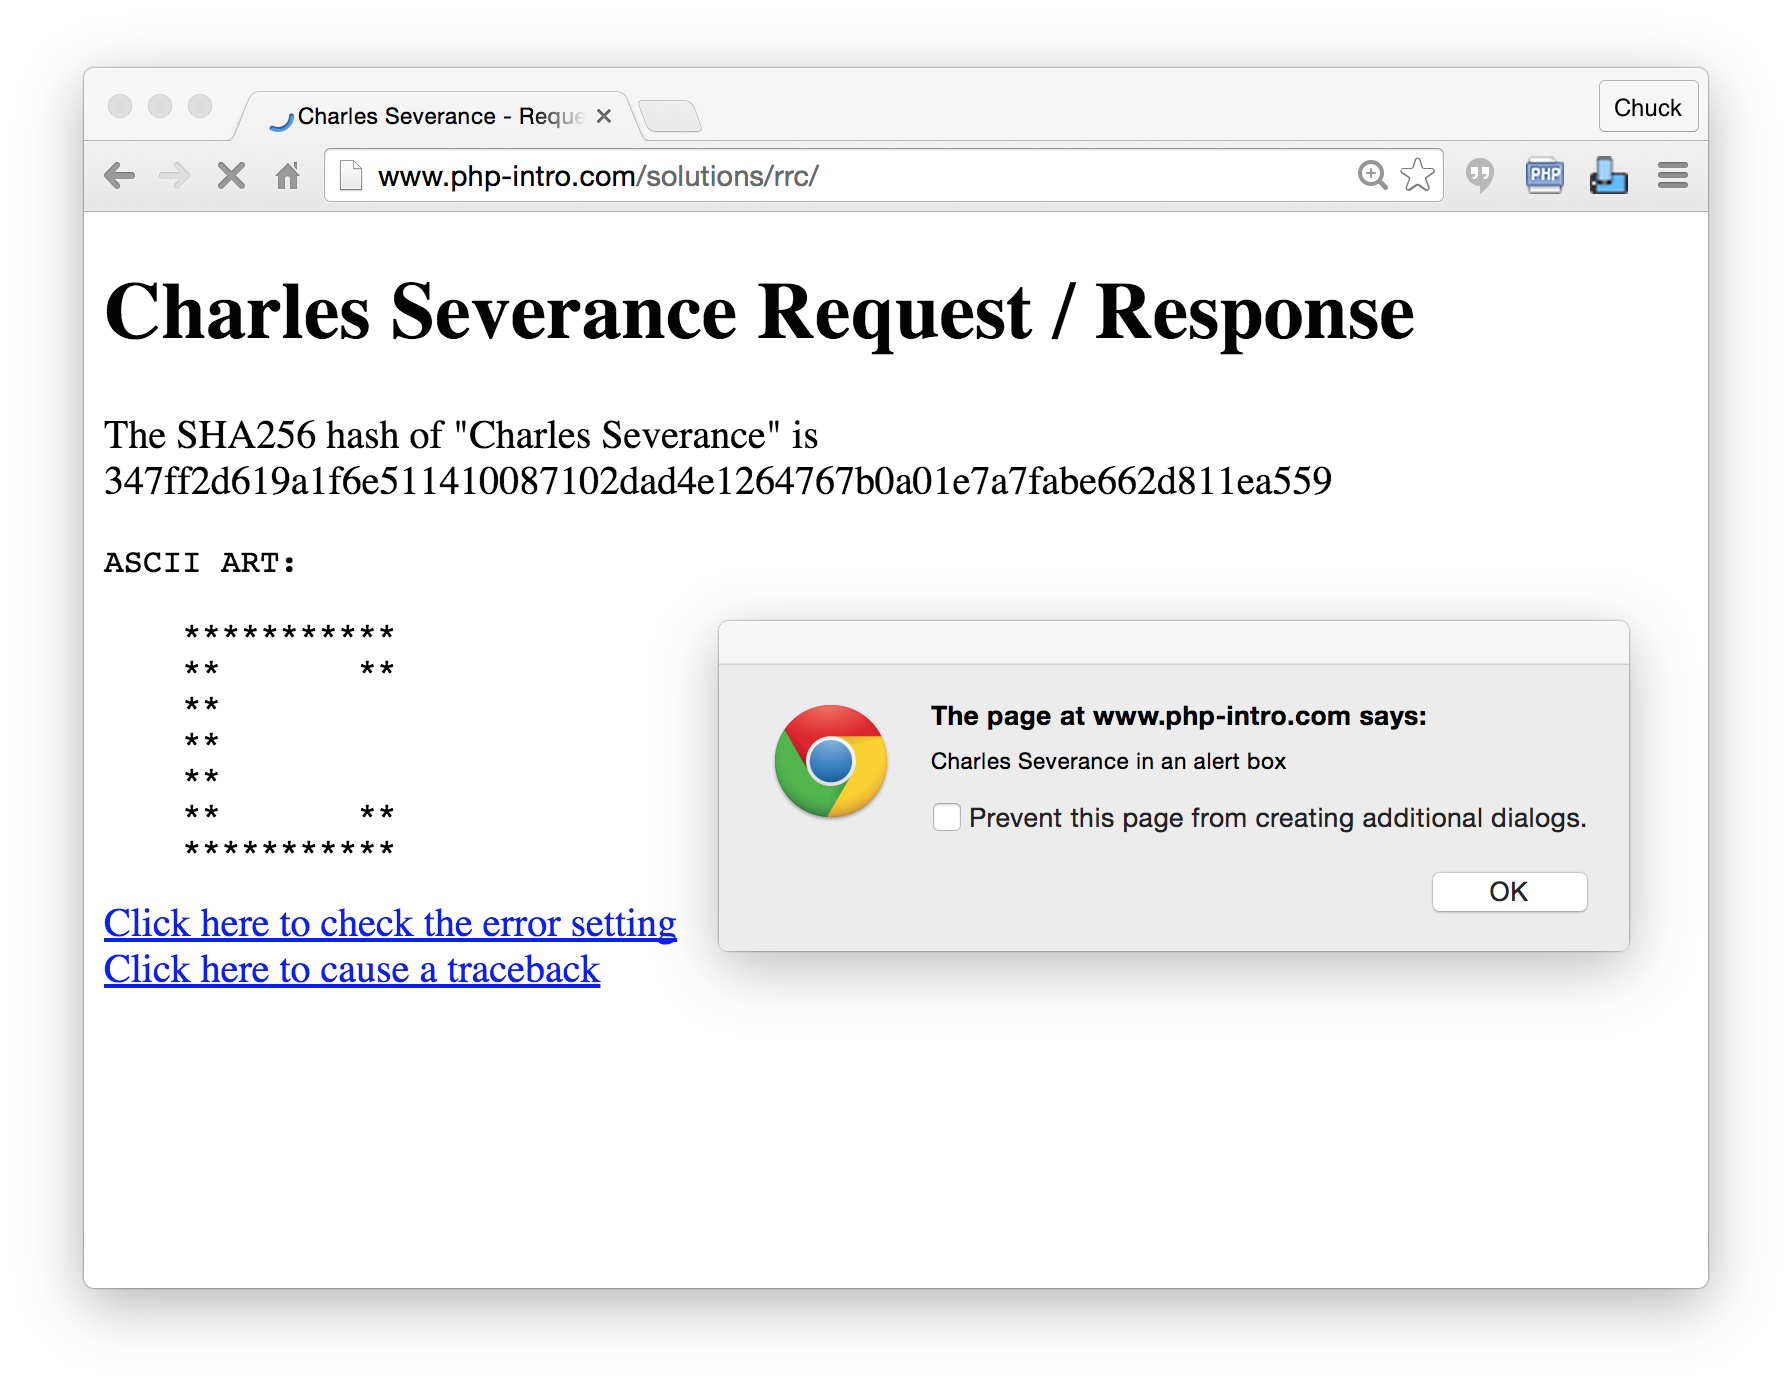 Charles Severance - Reque
Chuck
www.php-intro.com/solutions/rrc/
PHP
Charles Severance Request / Response
The SHA256 hash of "Charles Severance" is
347ff2d619a1f6e511410087102dad4e1264767b0a01e7a7fabe662d811ea559
ASCII ART:
***********
**       **
**
**
**
**       **
***********
Click here to check the error setting
Click here to cause a traceback
The page at www.php-intro.com says:
Charles Severance in an alert box
Prevent this page from creating additional dialogs.
OK